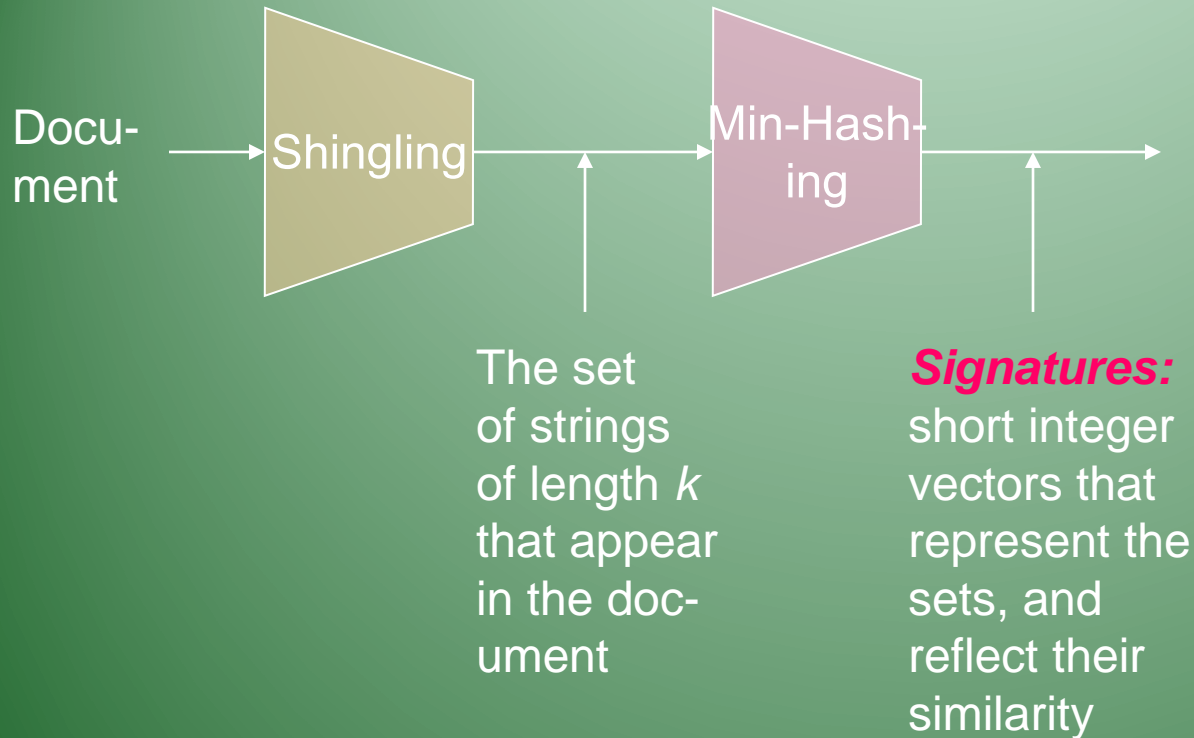 Docu-
ment
Shingling
Min-Hash-
ing
The set
of strings
of length k
that appear
in the doc-
ument
Signatures:
short integer
vectors that
represent the
sets, and
reflect their
similarity